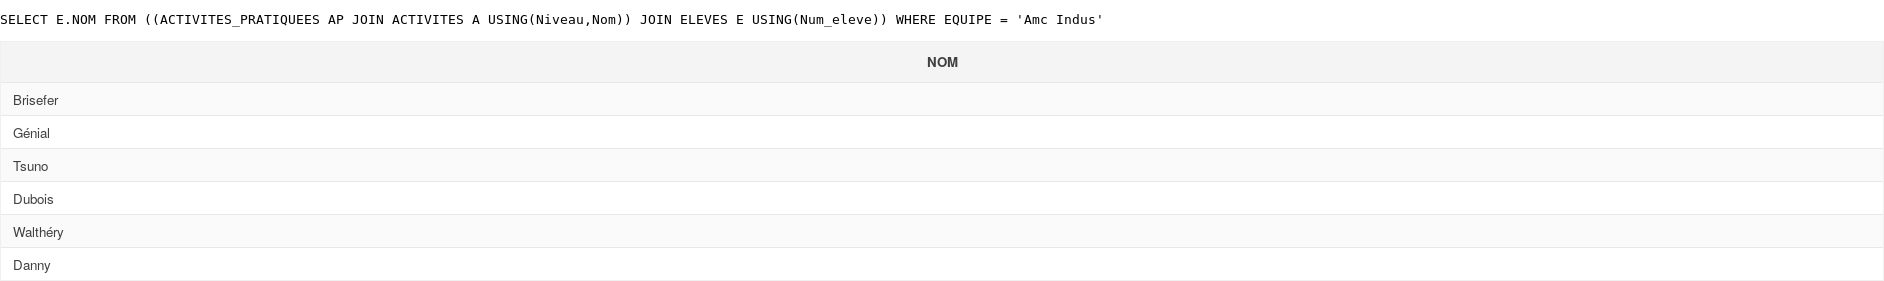 SELECT E.NOM FROM ((ACTIVITES_PRATIQUEES AP JOIN ACTIVITES A USING(Niveau,Nom)) JOIN ELEVES E USING(Num_eleve)) WHERE EQUIPE = 'Amc Indus'
NOM
Brisefer
Génial
Tsuno
Dubois
Walthéry
Danny